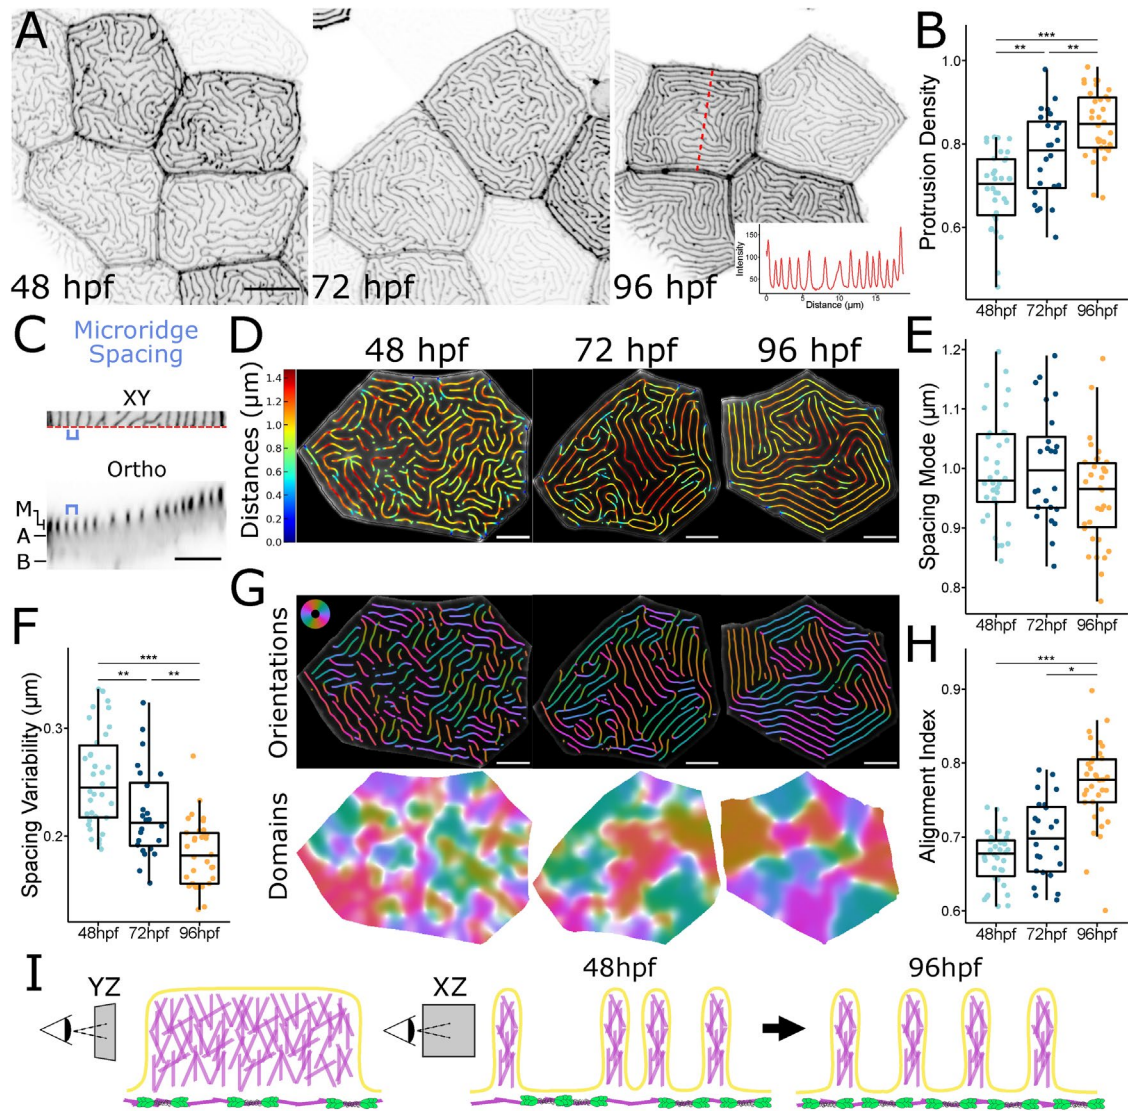 A
48 hpf
72 hpf
96 hpf
Intensity
150
100
50
0
5
10
15
Distance (μm)
B
***
**
**
Protrusion Density
1.0
0.8
0.6
48hpf
72hpf
96hpf
C
Microridge
Spacing
XY
Ortho
M
A
B
D
48 hpf
72 hpf
96 hpf
Distances (μm)
1.4
1.2
1.0
0.8
0.6
0.4
0.2
0.0
E
Spacing Mode (μm)
1.2
1.1
1.0
0.9
0.8
48hpf
72hpf
96hpf
F
***
**
**
Spacing Variability (μm)
0.3
0.2
48hpf
72hpf
96hpf
G
Orientations
Domains
H
***
*
Alignment Index
0.9
0.8
0.7
0.6
48hpf
72hpf
96hpf
I
YZ
XZ
48hpf
96hpf